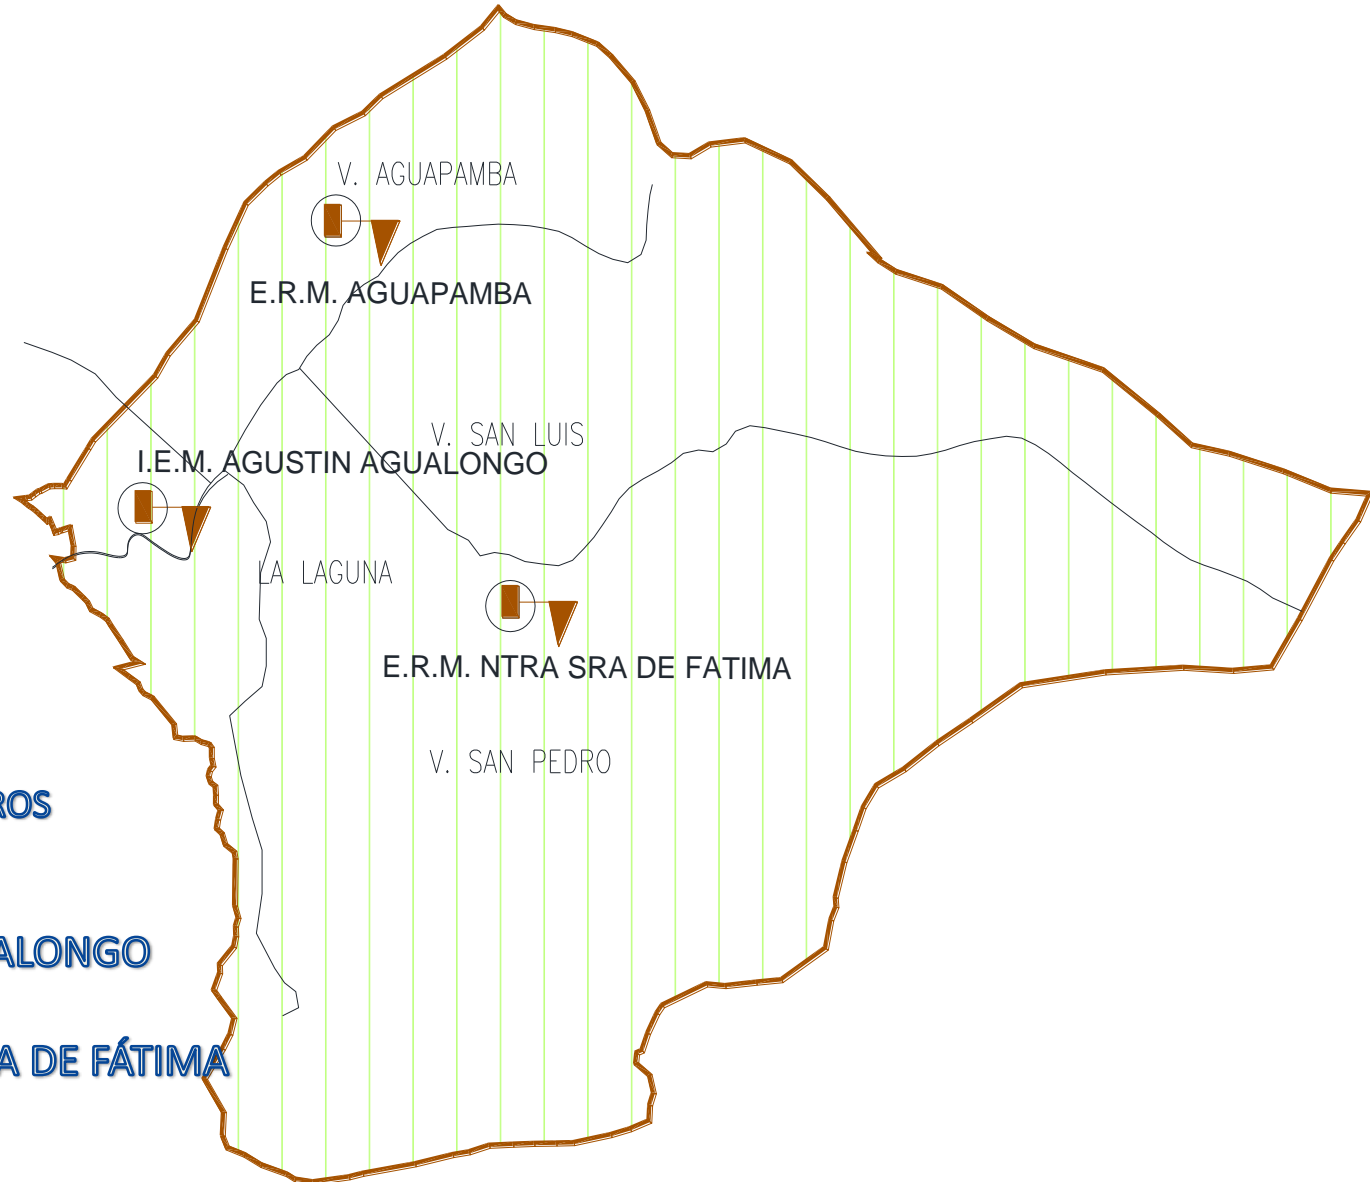 V. AGUAPAMBA
E.R.M. AGUAPAMBA
V. SAN LUIS
I.E.M. AGUSTIN AGUALONGO
LA LAGUNA
E.R.M. NTRA SRA DE FATIMA
V. SAN PEDRO
ROS
ALONGO
A DE FÁTIMA